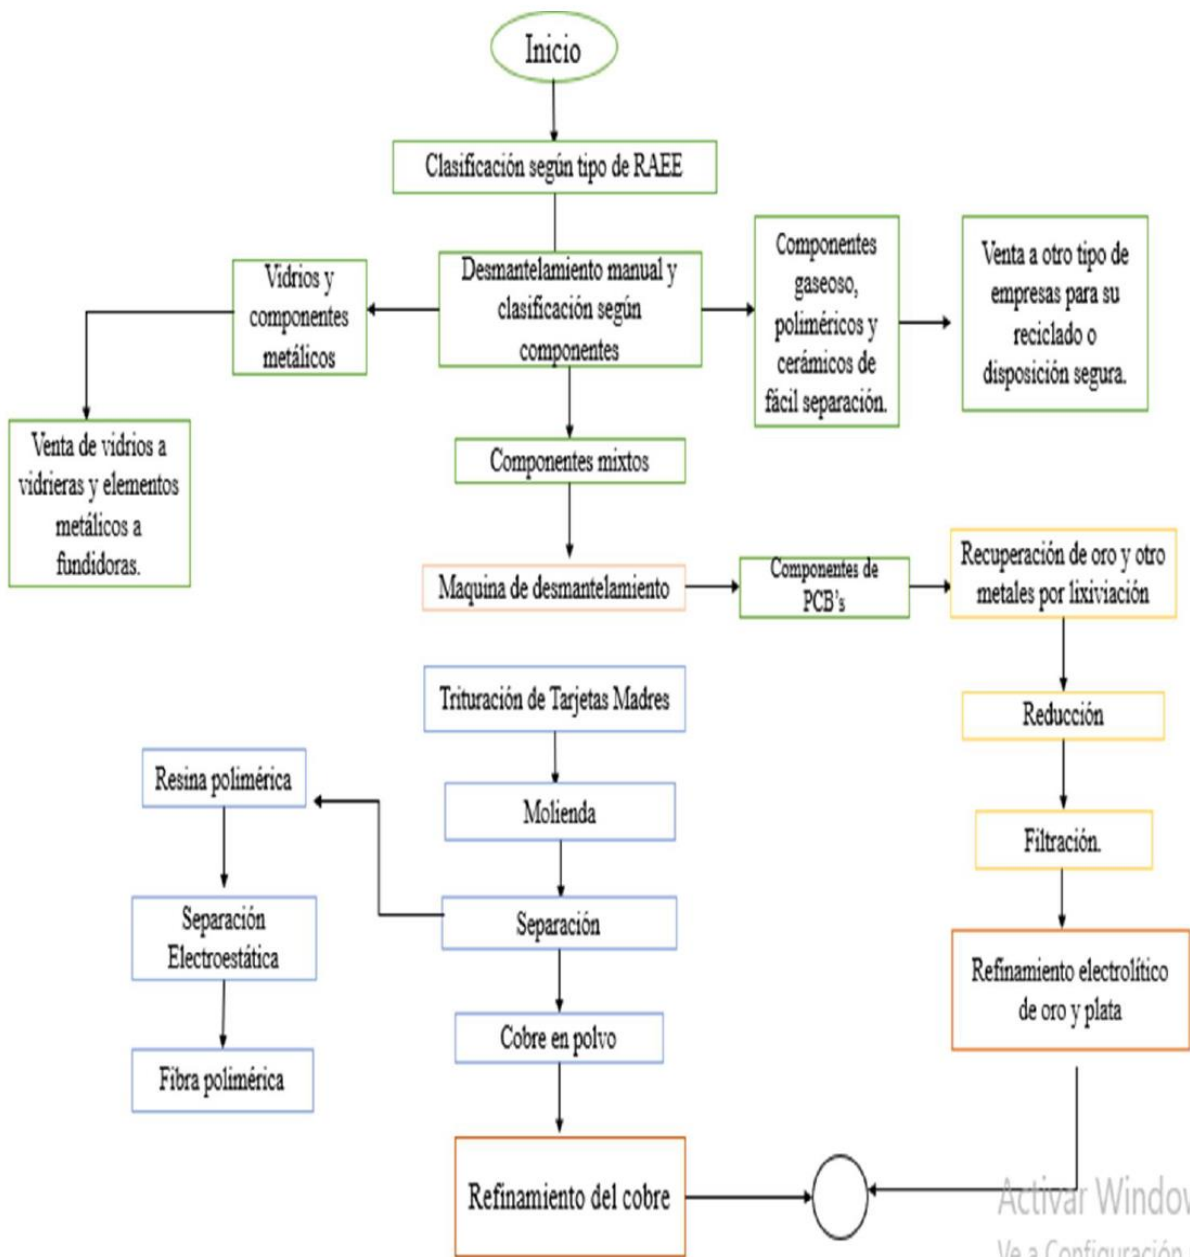 Inicio
Clasificación según tipo de RAEE
Desmantelamiento manual y
clasificación según
componentes
Vidrios y
componentes
metálicos
Venta de vidrios a
vidrieras y elementos
metálicos a
fundidoras.
Componentes
gaseoso,
poliméricos y
cerámicos de
fácil separación.
Venta a otro tipo de
empresas para su
reciclado o
disposición segura.
Componentes mixtos
Maquina de desmantelamiento
Componentes de
PCB's
Recuperación de oro y otro
metales por lixiviación
Reducción
Filtración.
Refinamiento electrolítico
de oro y plata
Trituración de Tarjetas Madres
Molienda
Separación
Resina polimérica
Separación
Electroestática
Fibra polimérica
Cobre en polvo
Refinamiento del cobre
Activar Window
Ve a Configuración